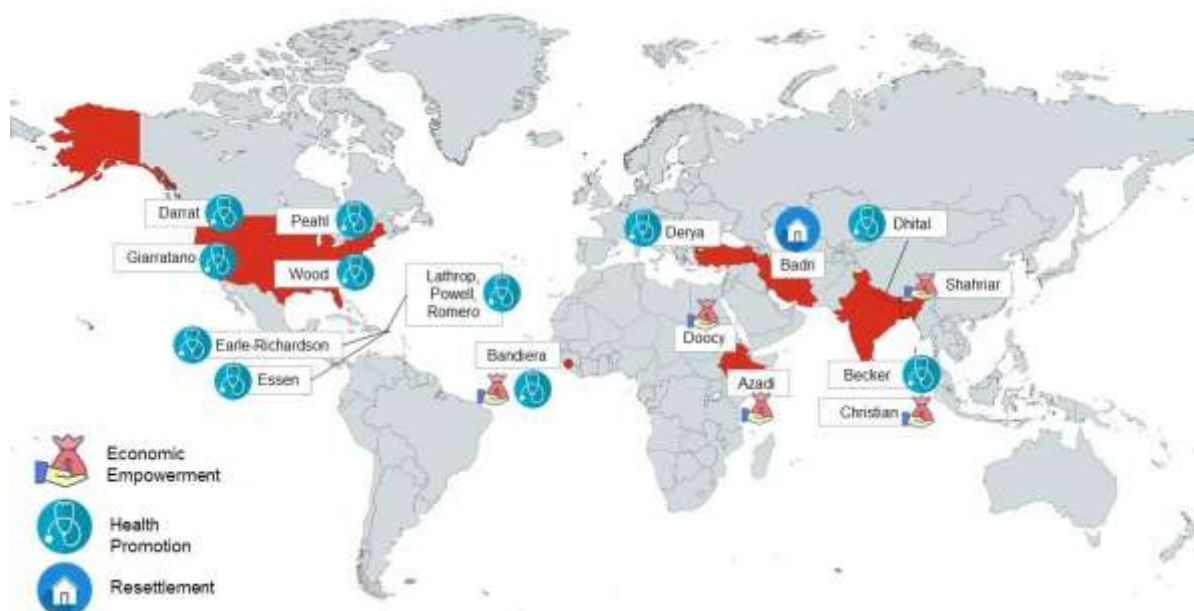 Darrat
Peahl
Giarratano
Wood
Lathrop,
Powell,
Romero
Earle-Richardson
Essen
Bandiera
Derya
Badri
Dhital
Shahriar
Doocy
Azadi
Becker
Christian
Economic
Empowerment
Health
Promotion
Resettlement